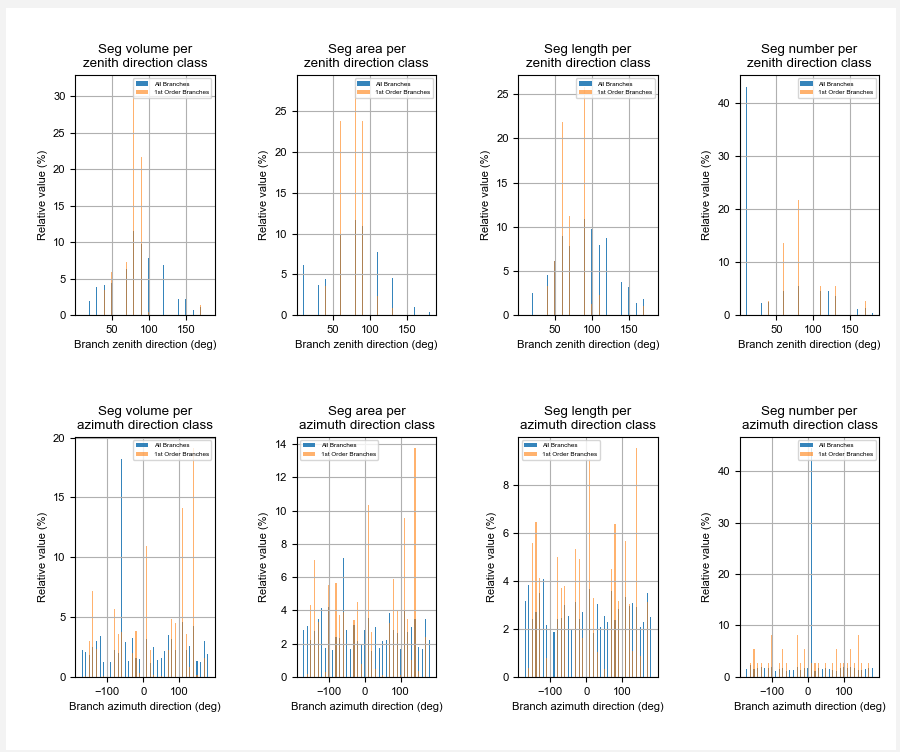 Seg volume per
zenith direction class
Seg area per
zenith direction class
Seg length per
zenith direction class
Seg number per
zenith direction class
All Branches
1st Order Branches
All Branches
1st Order Branches
All Branches
1st Order Branches
All Branches
1st Order Branches
Relative value (%)
0
5
10
15
20
25
30
50
100
150
Branch zenith direction (deg)
Relative value (%)
0
5
10
15
20
25
50
100
150
Branch zenith direction (deg)
Relative value (%)
0
5
10
15
20
25
50
100
150
Branch zenith direction (deg)
Relative value (%)
0
10
20
30
40
50
100
150
Branch zenith direction (deg)
Seg volume per
azimuth direction class
Seg area per
azimuth direction class
Seg length per
azimuth direction class
Seg number per
azimuth direction class
All Branches
1st Order Branches
All Branches
1st Order Branches
All Branches
1st Order Branches
All Branches
1st Order Branches
Relative value (%)
0
5
10
15
20
−100
0
100
Branch azimuth direction (deg)
Relative value (%)
0
2
4
6
8
10
12
14
−100
0
100
Branch azimuth direction (deg)
Relative value (%)
0
2
4
6
8
−100
0
100
Branch azimuth direction (deg)
Relative value (%)
0
10
20
30
40
−100
0
100
Branch azimuth direction (deg)